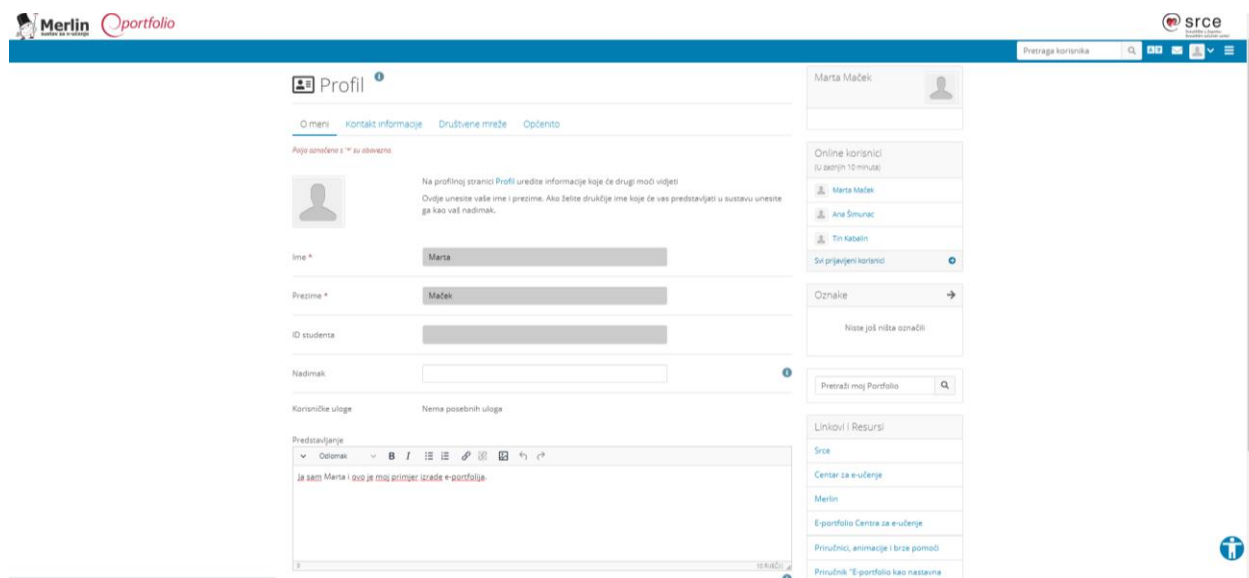 Merlin
sustav za e-učenje
portfolio
srce
Pretraga korisnika
Profil
O meni Kontakt informacije Društvene mreže Općenito
Polja označena s '*' su obavezna.
Na profilnoj stranici Profil uredite informacije koje će drugi moći vidjeti
Ovdje unesite vaše ime i prezime. Ako želite drukčije ime koje će vas predstavljati u sustavu unesite
ga kao vaš nadimak.
Ime * Marta
Prezime * Maček
ID studenta
Nadimak
Korisničke uloge Nema posebnih uloga
Predstavljanje
Odlomak B I
Ja sam Marta i ovo je moj primjer izrade e-portfolija.
P 10 RIJEČ(I)
Marta Maček
Online korisnici
(U zadnjih 10 minuta)
Marta Maček
Ana Šimunac
Tin Kabalin
Svi prijavljeni korisnici
Oznake
Niste još ništa označili
Pretraži moj Portfolio
Linkovi i Resursi
Srce
Centar za e-učenje
Merlin
E-portfolio Centra za e-učenje
Priručnici, animacije i brze pomoći
Priručnik "E-portfolio kao nastavna